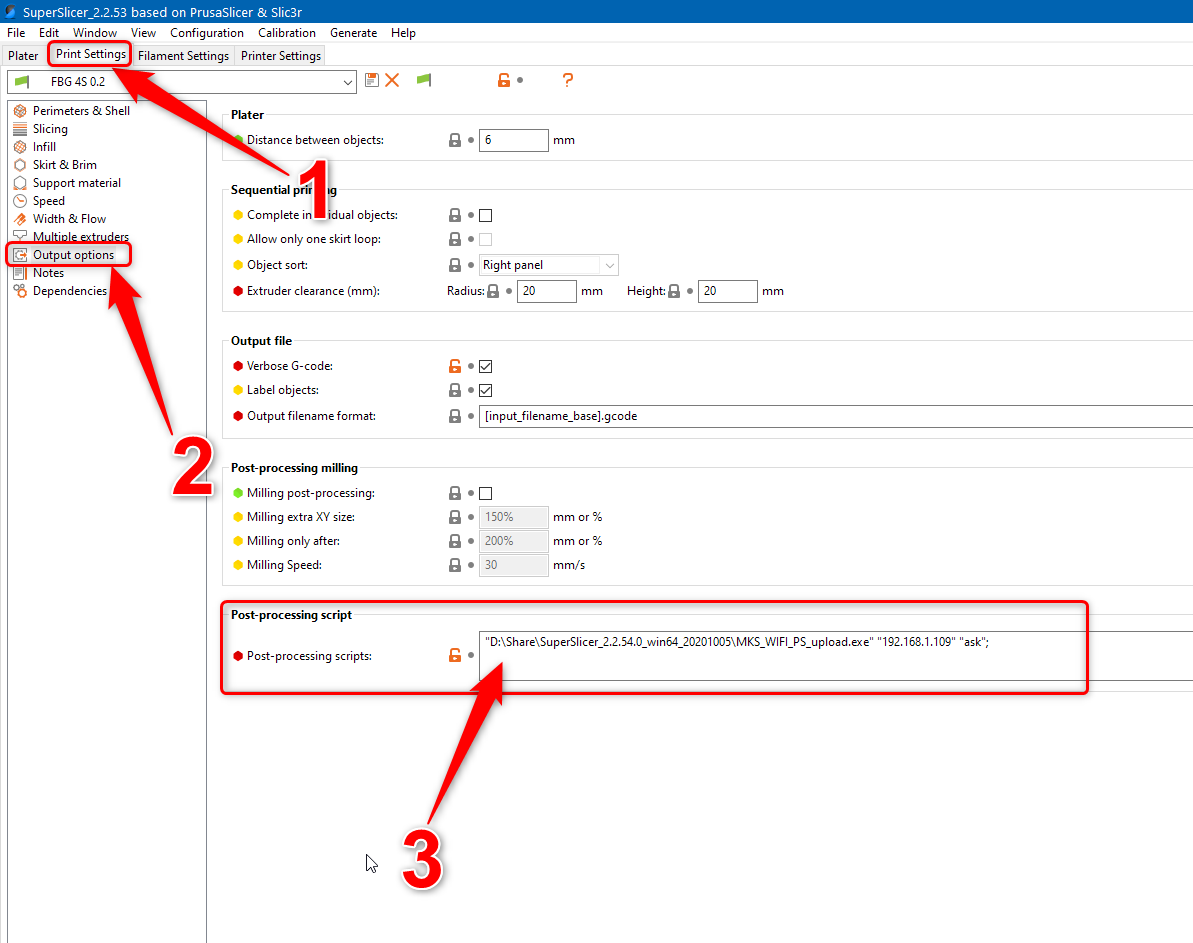 SuperSlicer_2.2.53 based on PrusaSlicer & Slic3r
File Edit Window View Configuration Calibration Generate Help
Plater Print Settings Filament Settings Printer Settings
FBG 4S 0.2 ?
Perimeters & Shell
Slicing
Infill
Skirt & Brim
Support material
Speed
Width & Flow
Multiple extruders
Output options
Notes
Dependencies
1
2
Plater
Distance between objects: 6 mm
Sequential printing
Complete individual objects:
Allow only one skirt loop:
Object sort: Right panel
Extruder clearance (mm): Radius: 20 mm Height: 20 mm
Output file
Verbose G-code:
Label objects:
Output filename format: [input_filename_base].gcode
Post-processing milling
Milling post-processing:
Milling extra XY size: 150% mm or %
Milling only after: 200% mm or %
Milling Speed: 30 mm/s
Post-processing script
Post-processing scripts: "D:\Share\SuperSlicer_2.2.54.0_win64_20201005\MKS_WIFI_PS_upload.exe" "192.168.1.109" "ask";
3